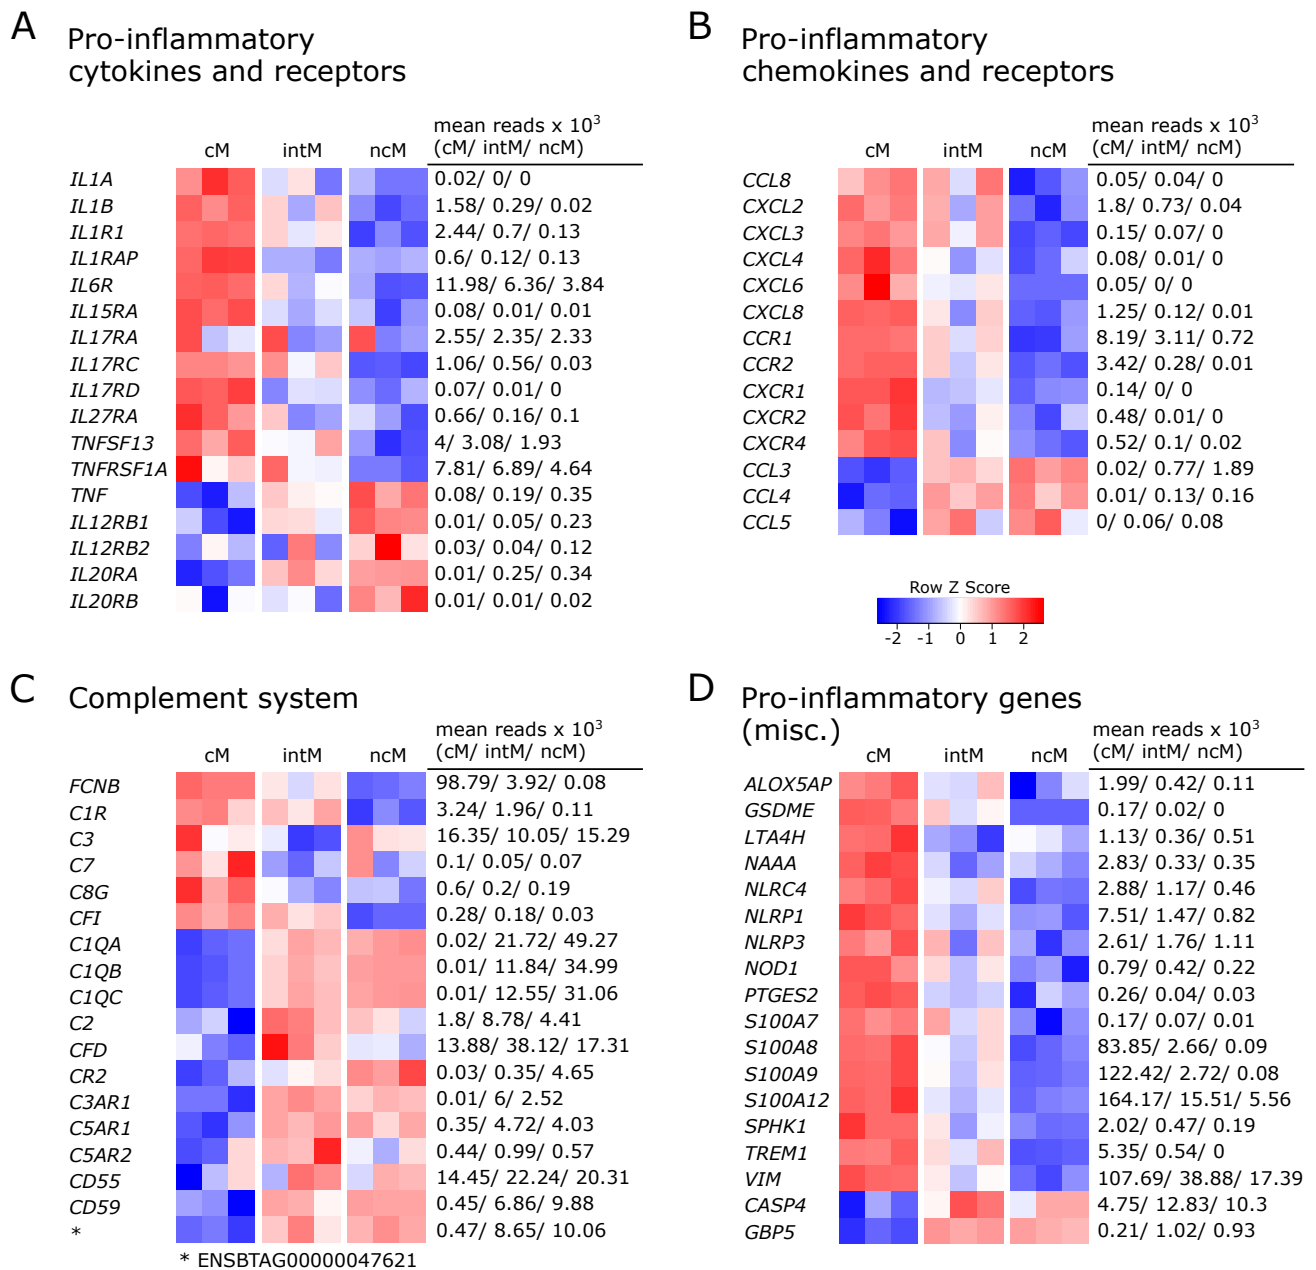 A
Pro-inflammatory
cytokines and receptors
mean reads x 10³
cM intM ncM (cM/ intM/ ncM)
IL1A 0.02/ 0/ 0
IL1B 1.58/ 0.29/ 0.02
IL1R1 2.44/ 0.7/ 0.13
IL1RAP 0.6/ 0.12/ 0.13
IL6R 11.98/ 6.36/ 3.84
IL15RA 0.08/ 0.01/ 0.01
IL17RA 2.55/ 2.35/ 2.33
IL17RC 1.06/ 0.56/ 0.03
IL17RD 0.07/ 0.01/ 0
IL27RA 0.66/ 0.16/ 0.1
TNFSF13 4/ 3.08/ 1.93
TNFRSF1A 7.81/ 6.89/ 4.64
TNF 0.08/ 0.19/ 0.35
IL12RB1 0.01/ 0.05/ 0.23
IL12RB2 0.03/ 0.04/ 0.12
IL20RA 0.01/ 0.25/ 0.34
IL20RB 0.01/ 0.01/ 0.02
B
Pro-inflammatory
chemokines and receptors
mean reads x 10³
cM intM ncM (cM/ intM/ ncM)
CCL8 0.05/ 0.04/ 0
CXCL2 1.8/ 0.73/ 0.04
CXCL3 0.15/ 0.07/ 0
CXCL4 0.08/ 0.01/ 0
CXCL6 0.05/ 0/ 0
CXCL8 1.25/ 0.12/ 0.01
CCR1 8.19/ 3.11/ 0.72
CCR2 3.42/ 0.28/ 0.01
CXCR1 0.14/ 0/ 0
CXCR2 0.48/ 0.01/ 0
CXCR4 0.52/ 0.1/ 0.02
CCL3 0.02/ 0.77/ 1.89
CCL4 0.01/ 0.13/ 0.16
CCL5 0/ 0.06/ 0.08
Row Z Score
-2 -1 0 1 2
C
Complement system
mean reads x 10³
cM intM ncM (cM/ intM/ ncM)
FCNB 98.79/ 3.92/ 0.08
C1R 3.24/ 1.96/ 0.11
C3 16.35/ 10.05/ 15.29
C7 0.1/ 0.05/ 0.07
C8G 0.6/ 0.2/ 0.19
CFI 0.28/ 0.18/ 0.03
C1QA 0.02/ 21.72/ 49.27
C1QB 0.01/ 11.84/ 34.99
C1QC 0.01/ 12.55/ 31.06
C2 1.8/ 8.78/ 4.41
CFD 13.88/ 38.12/ 17.31
CR2 0.03/ 0.35/ 4.65
C3AR1 0.01/ 6/ 2.52
C5AR1 0.35/ 4.72/ 4.03
C5AR2 0.44/ 0.99/ 0.57
CD55 14.45/ 22.24/ 20.31
CD59 0.45/ 6.86/ 9.88
* 0.47/ 8.65/ 10.06
* ENSBTAG00000047621
D
Pro-inflammatory genes
(misc.)
mean reads x 10³
cM intM ncM (cM/ intM/ ncM)
ALOX5AP 1.99/ 0.42/ 0.11
GSDME 0.17/ 0.02/ 0
LTA4H 1.13/ 0.36/ 0.51
NAAA 2.83/ 0.33/ 0.35
NLRC4 2.88/ 1.17/ 0.46
NLRP1 7.51/ 1.47/ 0.82
NLRP3 2.61/ 1.76/ 1.11
NOD1 0.79/ 0.42/ 0.22
PTGES2 0.26/ 0.04/ 0.03
S100A7 0.17/ 0.07/ 0.01
S100A8 83.85/ 2.66/ 0.09
S100A9 122.42/ 2.72/ 0.08
S100A12 164.17/ 15.51/ 5.56
SPHK1 2.02/ 0.47/ 0.19
TREM1 5.35/ 0.54/ 0
VIM 107.69/ 38.88/ 17.39
CASP4 4.75/ 12.83/ 10.3
GBP5 0.21/ 1.02/ 0.93